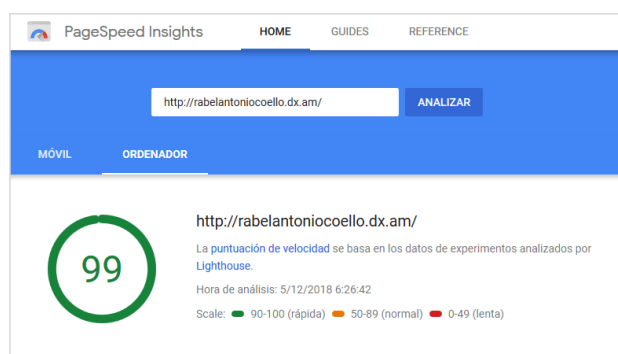 PageSpeed Insights HOME GUIDES REFERENCE
http://rabelantoniocoello.dx.am/ ANALIZAR
MÓVIL ORDENADOR
http://rabelantoniocoello.dx.am/
La puntuación de velocidad se basa en los datos de experimentos analizados por
Lighthouse.
99
Hora de análisis: 5/12/2018 6:26:42
Scale: 90-100 (rápida) 50-89 (normal) 0-49 (lenta)